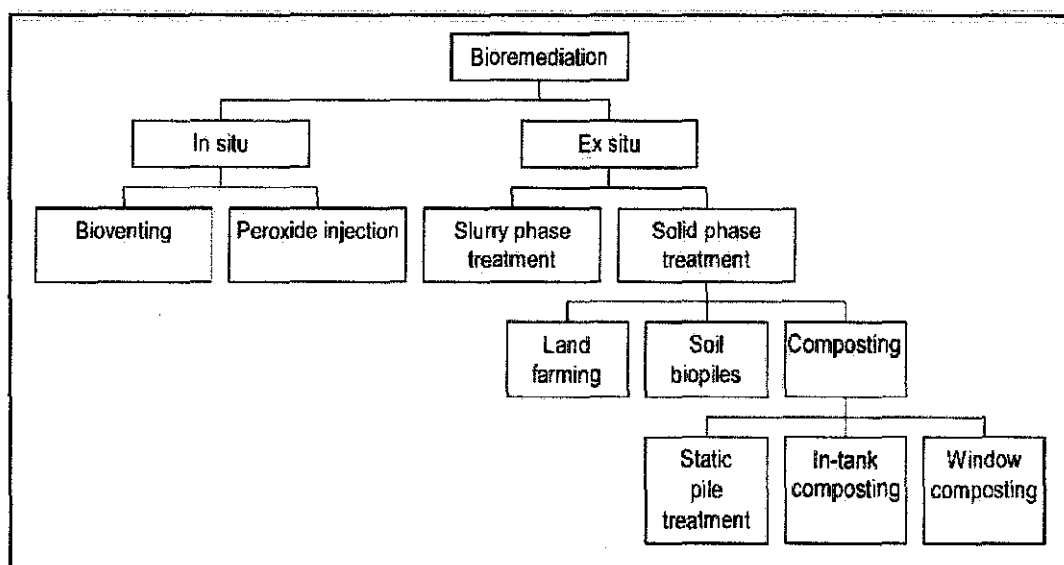 Bioremediation
In situ
Ex situ
Bioventing
Peroxide injection
Slurry phase
treatment
Solid phase
treatment
Land
farming
Soil
biopiles
Composting
Static
pile
treatment
In-tank
composting
Window
composting